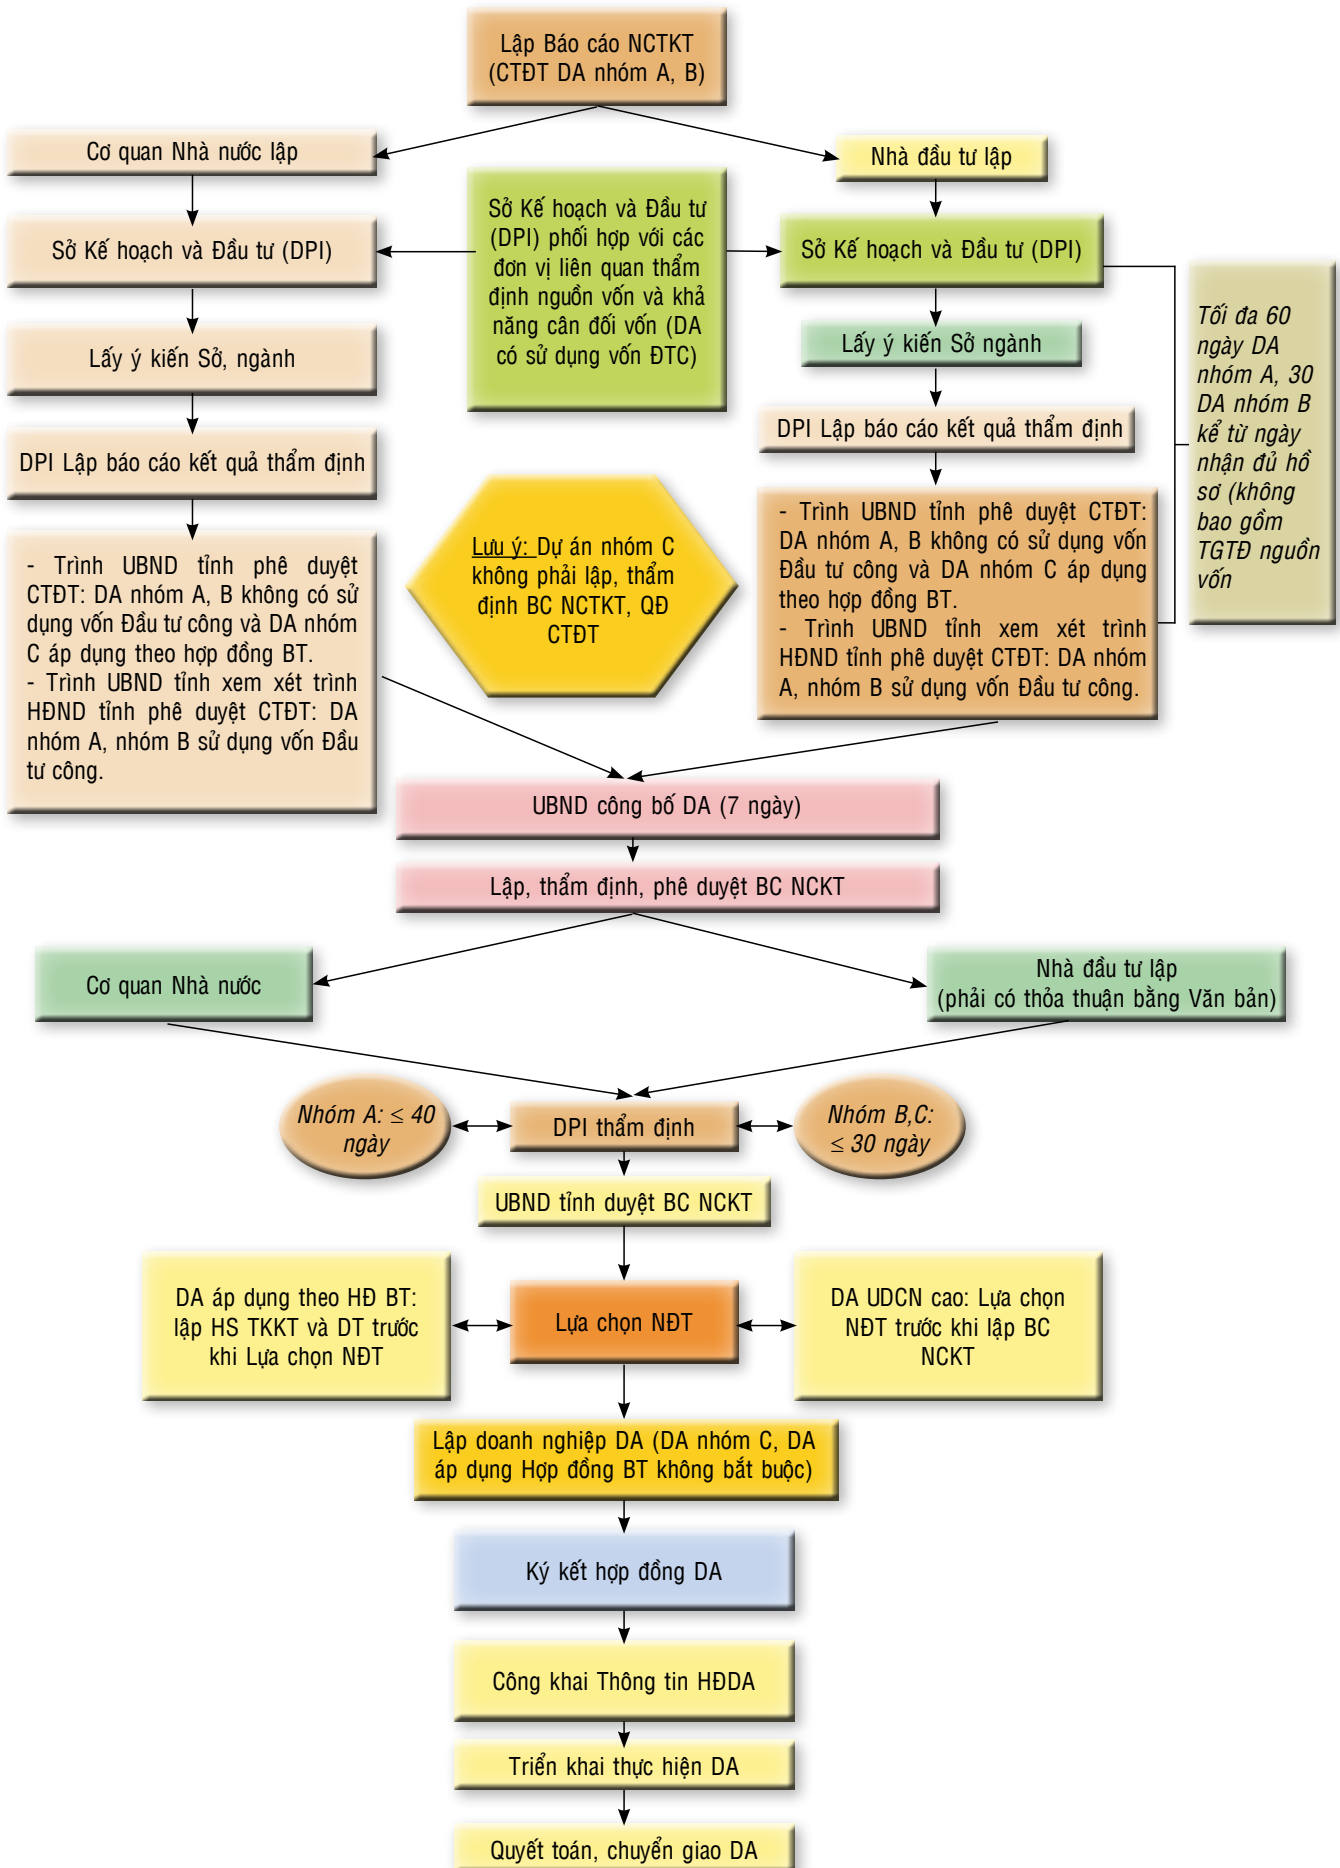 Lập Báo cáo NCTKT
(CTĐT DA nhóm A, B)
Cơ quan Nhà nước lập
Nhà đầu tư lập
Sở Kế hoạch và Đầu tư (DPI)
Sở Kế hoạch và Đầu tư
(DPI) phối hợp với các
đơn vị liên quan thẩm
định nguồn vốn và khả
năng cân đối vốn (DA
có sử dụng vốn ĐTC)
Sở Kế hoạch và Đầu tư (DPI)
Lấy ý kiến Sở, ngành
Lấy ý kiến Sở ngành
Tối đa 60
ngày DA
nhóm A, 30
DA nhóm B
kể từ ngày
nhận đủ hồ
sơ (không
bao gồm
TGTĐ nguồn
vốn
DPI Lập báo cáo kết quả thẩm định
DPI Lập báo cáo kết quả thẩm định
- Trình UBND tỉnh phê duyệt
CTĐT: DA nhóm A, B không có sử
dụng vốn Đầu tư công và DA nhóm
C áp dụng theo hợp đồng BT.
- Trình UBND tỉnh xem xét trình
HĐND tỉnh phê duyệt CTĐT: DA
nhóm A, nhóm B sử dụng vốn Đầu
tư công.
Lưu ý: Dự án nhóm C
không phải lập, thẩm
định BC NCTKT, QĐ
CTĐT
- Trình UBND tỉnh phê duyệt CTĐT:
DA nhóm A, B không có sử dụng vốn
Đầu tư công và DA nhóm C áp dụng
theo hợp đồng BT.
- Trình UBND tỉnh xem xét trình
HĐND tỉnh phê duyệt CTĐT: DA nhóm
A, nhóm B sử dụng vốn Đầu tư công.
UBND công bố DA (7 ngày)
Lập, thẩm định, phê duyệt BC NCKT
Cơ quan Nhà nước
Nhà đầu tư lập
(phải có thỏa thuận bằng Văn bản)
Nhóm A: ≤ 40
ngày
DPI thẩm định
Nhóm B,C:
≤ 30 ngày
UBND tỉnh duyệt BC NCKT
DA áp dụng theo HĐ BT:
lập HS TKKT và DT trước
khi Lựa chọn NĐT
Lựa chọn NĐT
DA UDCN cao: Lựa chọn
NĐT trước khi lập BC
NCKT
Lập doanh nghiệp DA (DA nhóm C, DA
áp dụng Hợp đồng BT không bắt buộc)
Ký kết hợp đồng DA
Công khai Thông tin HĐDA
Triển khai thực hiện DA
Quyết toán, chuyển giao DA